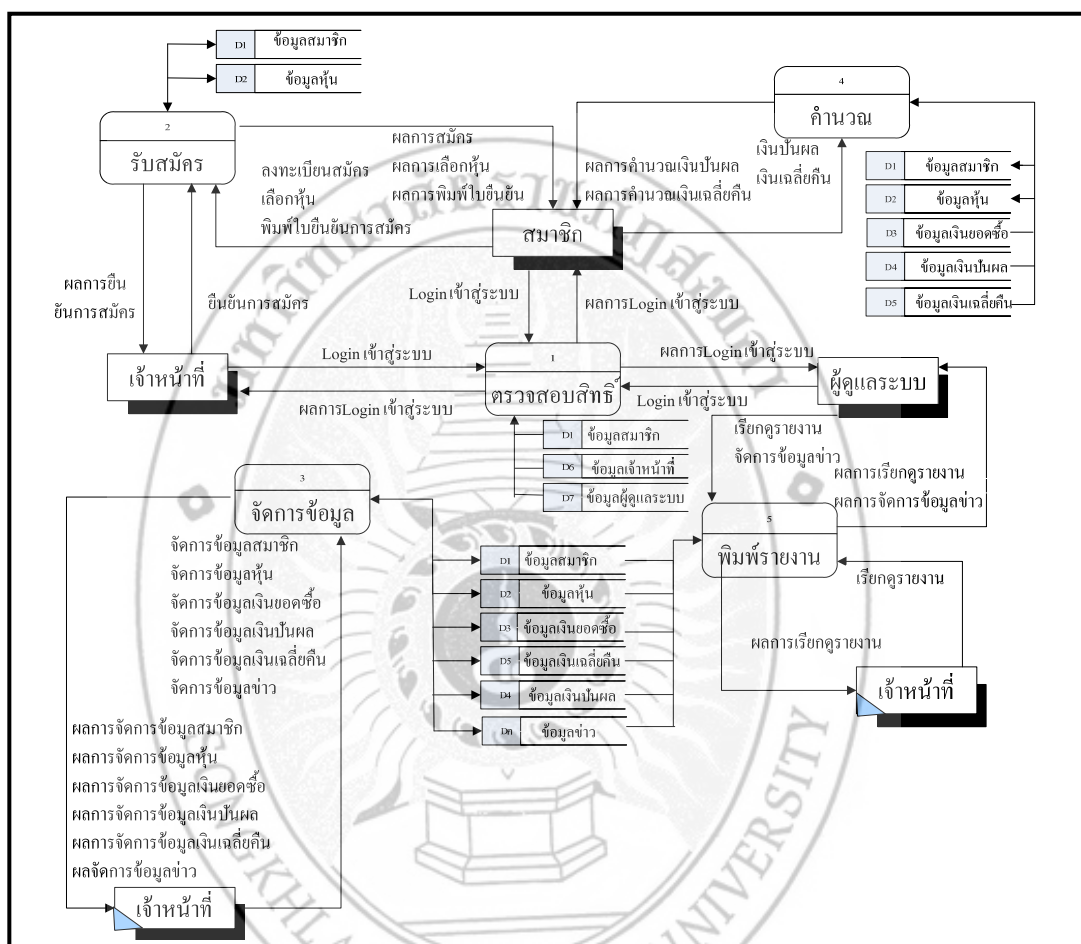 D1 ข้อมูลสมาชิก
D2 ข้อมูลหุ้น
2
รับสมัคร
4
คำนวณ
ลงทะเบียนสมัคร
เลือกหุ้น
พิมพ์ใบยืนยันการสมัคร
ผลการสมัคร
ผลการเลือกหุ้น
ผลการพิมพ์ใบยืนยัน
ผลการคำนวณเงินปันผล
ผลการคำนวณเงินเฉลี่ยคืน
เงินปันผล
เงินเฉลี่ยคืน
D1 ข้อมูลสมาชิก
D2 ข้อมูลหุ้น
D3 ข้อมูลเงินยอดซื้อ
D4 ข้อมูลเงินปันผล
D5 ข้อมูลเงินเฉลี่ยคืน
สมาชิก
ผลการยืน
ยันการสมัคร
ยืนยันการสมัคร
Login เข้าสู่ระบบ
ผลการLogin เข้าสู่ระบบ
เจ้าหน้าที่
Login เข้าสู่ระบบ
ผลการLogin เข้าสู่ระบบ
1
ตรวจสอบสิทธิ์
ผลการLogin เข้าสู่ระบบ
Login เข้าสู่ระบบ
ผู้ดูแลระบบ
D1 ข้อมูลสมาชิก
D6 ข้อมูลเจ้าหน้าที่
D7 ข้อมูลผู้ดูแลระบบ
เรียกดูรายงาน
จัดการข้อมูลข่าว
ผลการเรียกดูรายงาน
ผลการจัดการข้อมูลข่าว
3
จัดการข้อมูล
5
พิมพ์รายงาน
จัดการข้อมูลสมาชิก
จัดการข้อมูลหุ้น
จัดการข้อมูลเงินยอดซื้อ
จัดการข้อมูลเงินปันผล
จัดการข้อมูลเงินเฉลี่ยคืน
จัดการข้อมูลข่าว
D1 ข้อมูลสมาชิก
D2 ข้อมูลหุ้น
D3 ข้อมูลเงินยอดซื้อ
D5 ข้อมูลเงินเฉลี่ยคืน
D4 ข้อมูลเงินปันผล
Dn ข้อมูลข่าว
เรียกดูรายงาน
ผลการเรียกดูรายงาน
เจ้าหน้าที่
ผลการจัดการข้อมูลสมาชิก
ผลการจัดการข้อมูลหุ้น
ผลการจัดการข้อมูลเงินยอดซื้อ
ผลการจัดการข้อมูลเงินปันผล
ผลการจัดการข้อมูลเงินเฉลี่ยคืน
ผลจัดการข้อมูลข่าว
เจ้าหน้าที่
UNIVERSITY